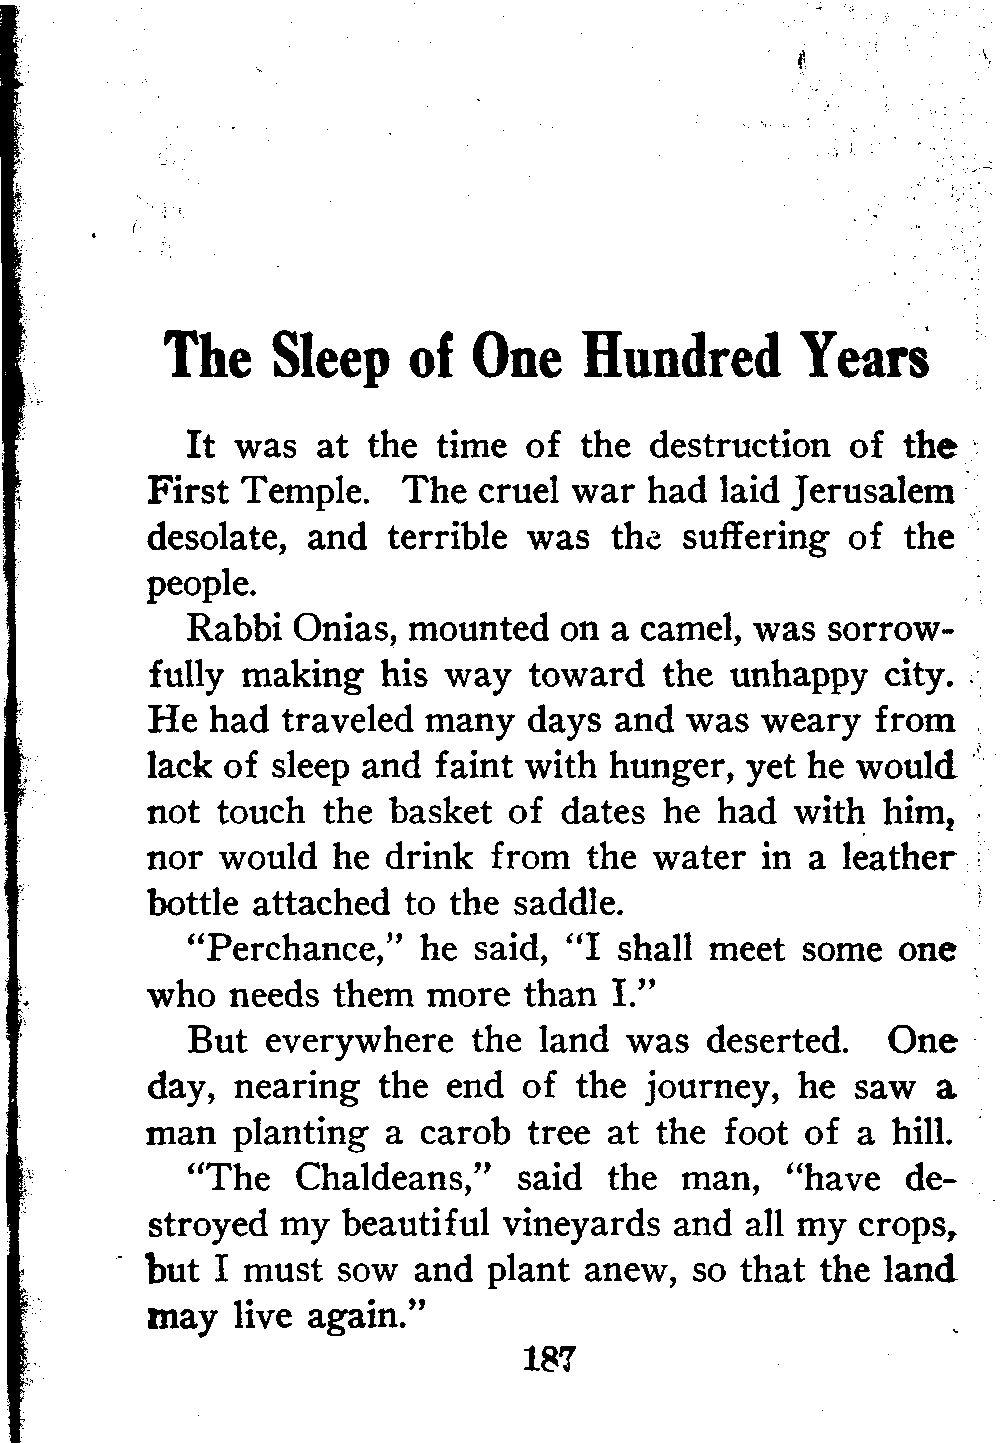 The Sleep of One Hundred Years
It was at the time of the destruction of the
First Temple. The cruel war had laid Jerusalem
desolate, and terrible was the suffering of the
people.
Rabbi Onias, mounted on a camel, was sorrow-
fully making his way toward the unhappy city.
He had traveled many days and was weary from
lack of sleep and faint with hunger, yet he would
not touch the basket of dates he had with him,
nor would he drink from the water in a leather
bottle attached to the saddle.
"Perchance," he said, "I shall meet some one
who needs them more than I."
But everywhere the land was deserted. One
day, nearing the end of the journey, he saw a
man planting a carob tree at the foot of a hill.
"The Chaldeans," said the man, "have de-
stroyed my beautiful vineyards and all my crops,
but I must sow and plant anew, so that the land
may live again."
187